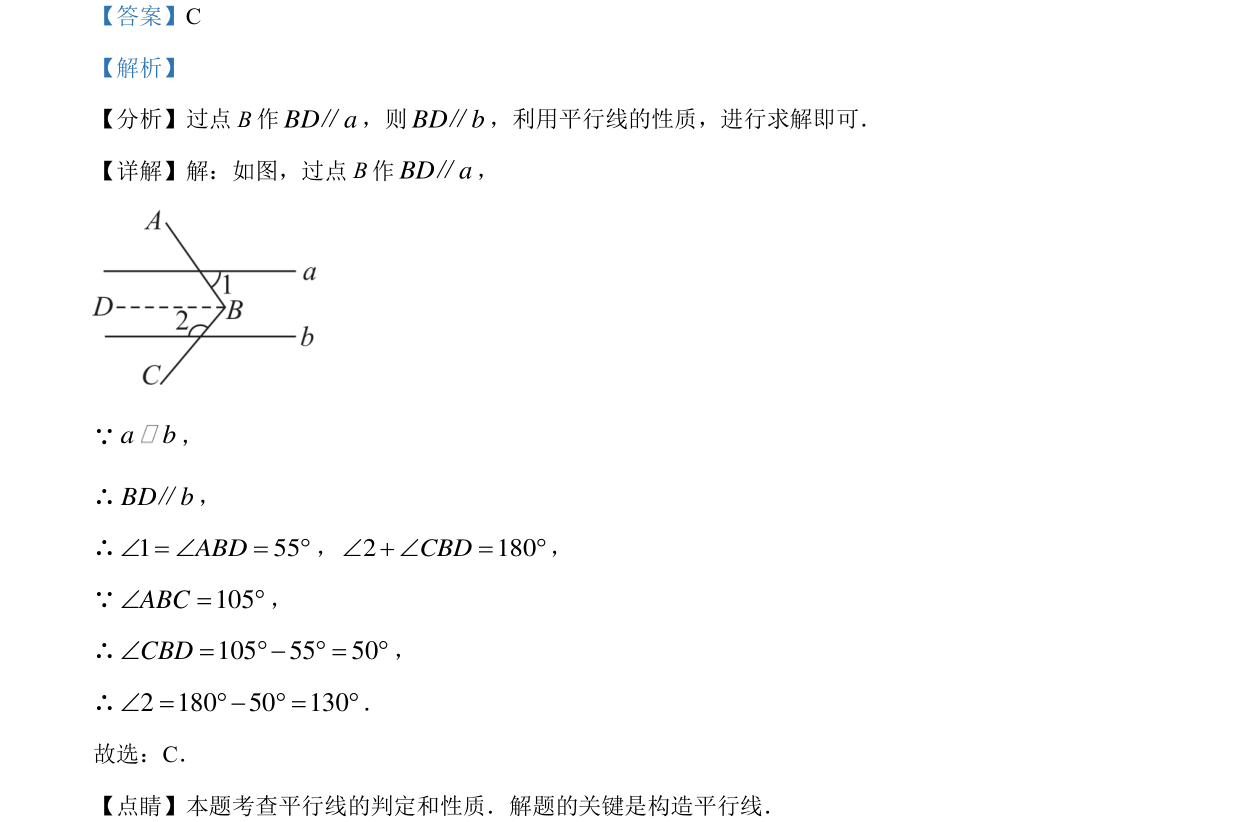 【答案】C
【解析】
【分析】过点 B 作 BD∥a，则 BD∥b，利用平行线的性质，进行求解即可．
【详解】解：如图，过点 B 作 BD∥a，
A
a
1
D
B
2
b
C
∵ a□b，
∴ BD∥b，
∴ ∠1=∠ABD=55°，∠2+∠CBD=180°，
∵ ∠ABC=105°，
∴ ∠CBD=105°−55°=50°，
∴ ∠2=180°−50°=130°．
故选：C．
【点睛】本题考查平行线的判定和性质．解题的关键是构造平行线．